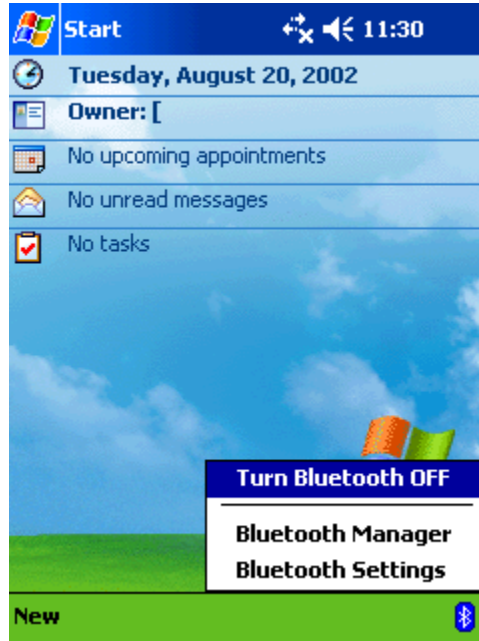 Start 11:30
Tuesday, August 20, 2002
Owner: [
No upcoming appointments
No unread messages
No tasks
Turn Bluetooth OFF
Bluetooth Manager
Bluetooth Settings
New